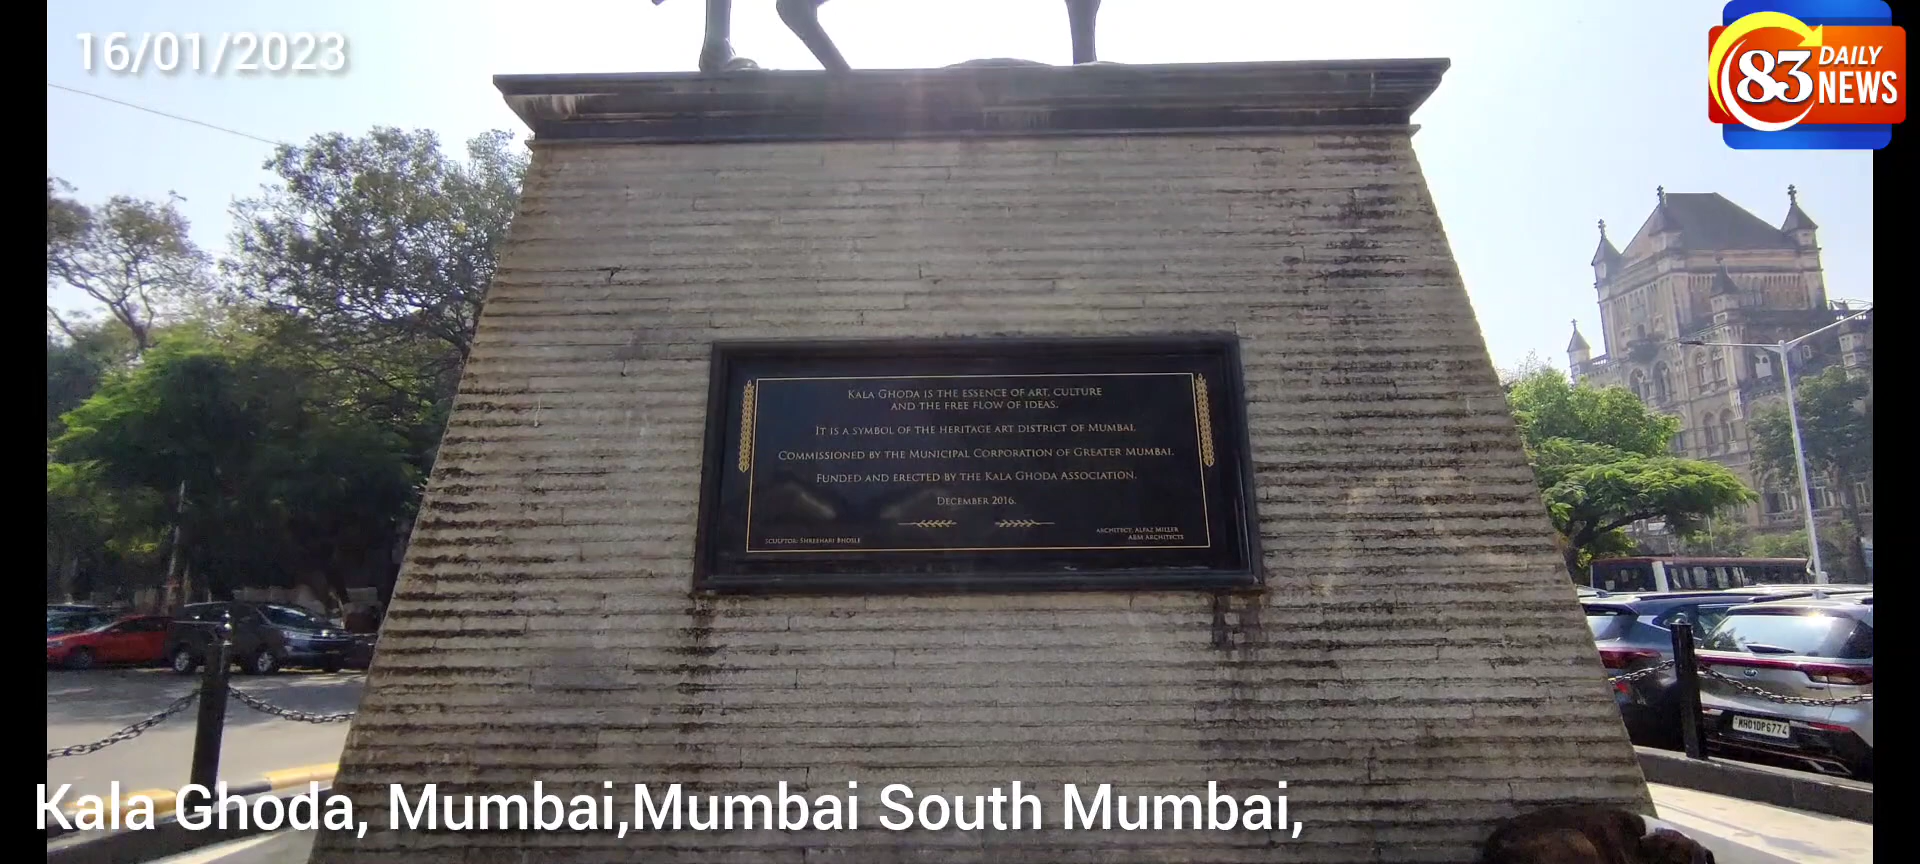 16/01/2023
83 DAILY
NEWS
KALA GHODA IS THE ESSENCE OF ART, CULTURE
AND THE FREE FLOW OF IDEAS.
IT IS A SYMBOL OF THE HERITAGE ART DISTRICT OF MUMBAI.
COMMISSIONED BY THE MUNICIPAL CORPORATION OF GREATER MUMBAI.
FUNDED AND ERECTED BY THE KALA GHODA ASSOCIATION.
DECEMBER 2016.
SCULPTOR: SHREEHARI BHOSLE
ARCHITECT: ALFAZ MILLER
ABM ARCHITECTS
MH01DP6774
Kala Ghoda, Mumbai,Mumbai South Mumbai,